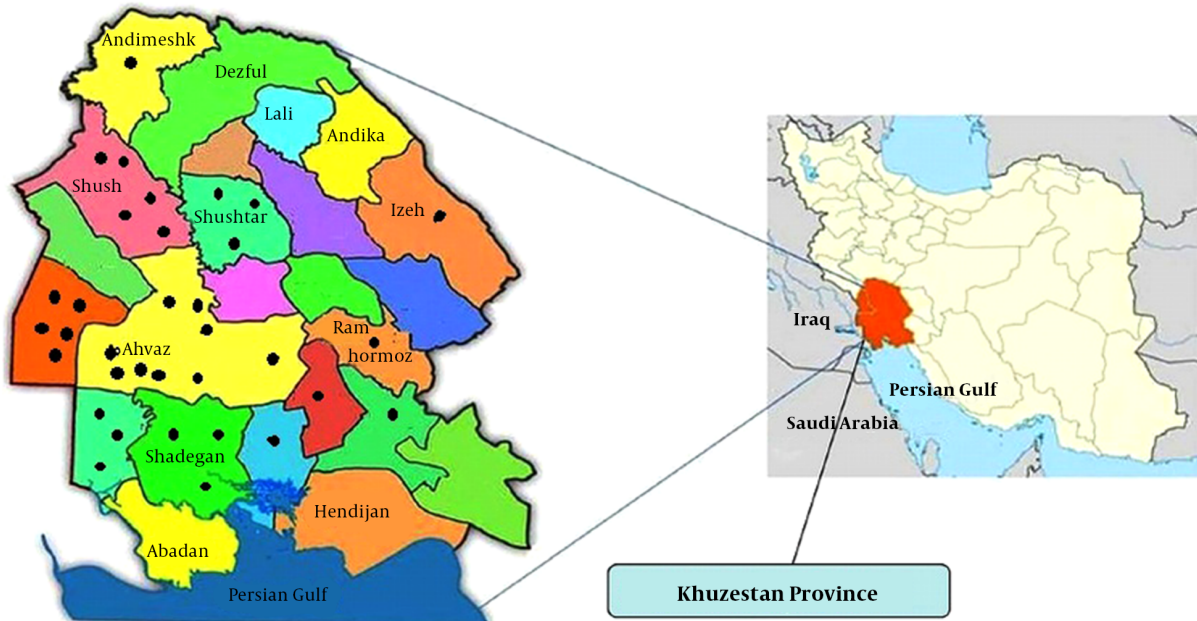 Andimeshk
Dezful
Lali
Andika
Shush
Shushtar
Izeh
Ram
hormoz
Ahvaz
Shadegan
Hendijan
Abadan
Persian Gulf
Iraq
Persian Gulf
Saudi Arabia
Khuzestan Province